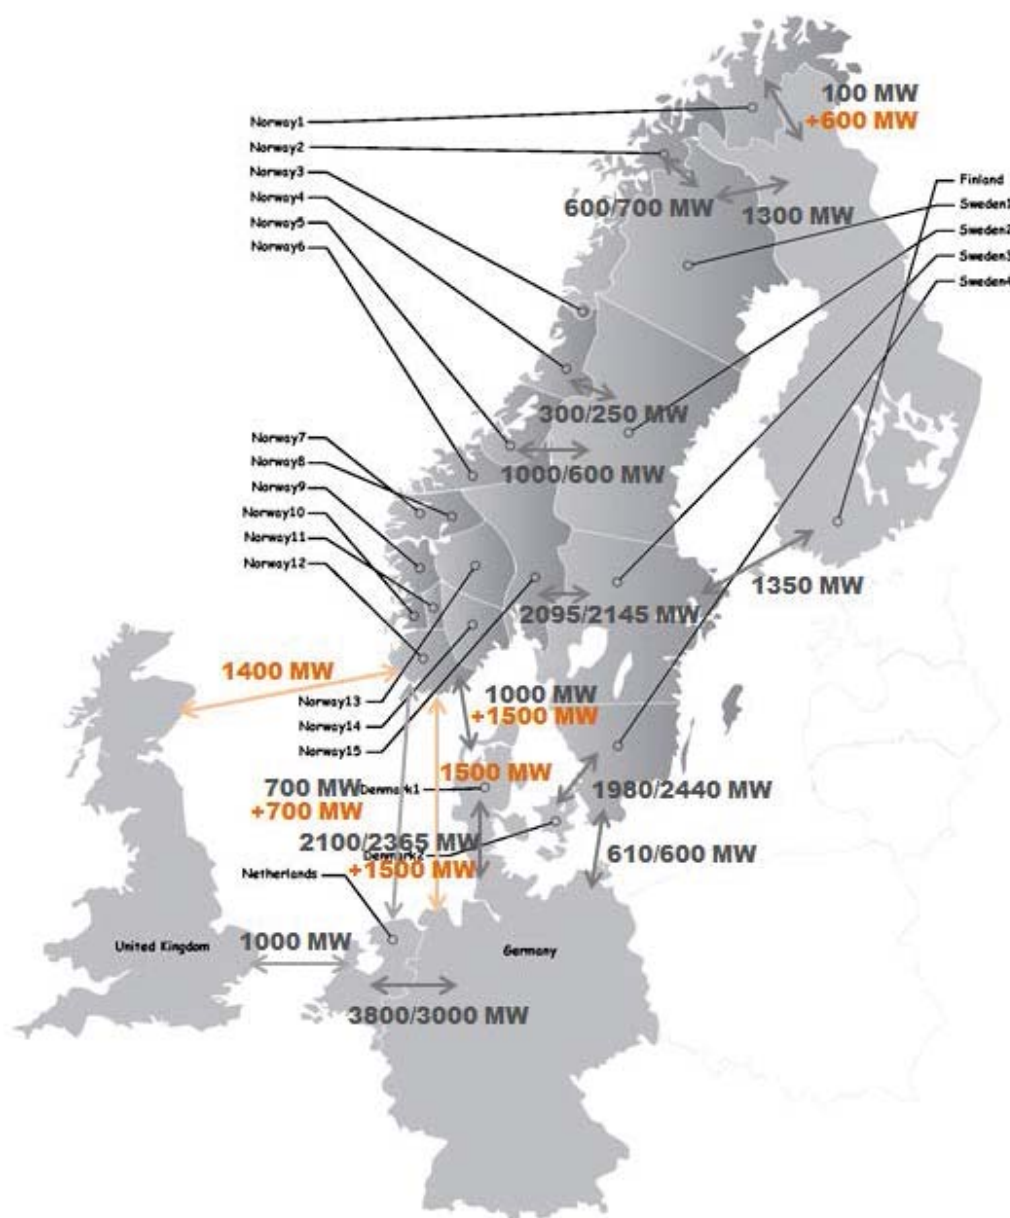 100 MW
+600 MW
Norway1
Norway2
Norway3
Norway4
Norway5
Norway6
Finland
Sweden1
Sweden2
Sweden3
Sweden4
600/700 MW
1300 MW
300/250 MW
1000/600 MW
Norway7
Norway8
Norway9
Norway10
Norway11
Norway12
1350 MW
2095/2145 MW
1400 MW
Norway13
Norway14
Norway15
1000 MW
+1500 MW
1500 MW
700 MW
+700 MW
Denmark1
1980/2440 MW
2100/2365 MW
Denmark2
+1500 MW
610/600 MW
Netherlands
United Kingdom
1000 MW
Germany
3800/3000 MW